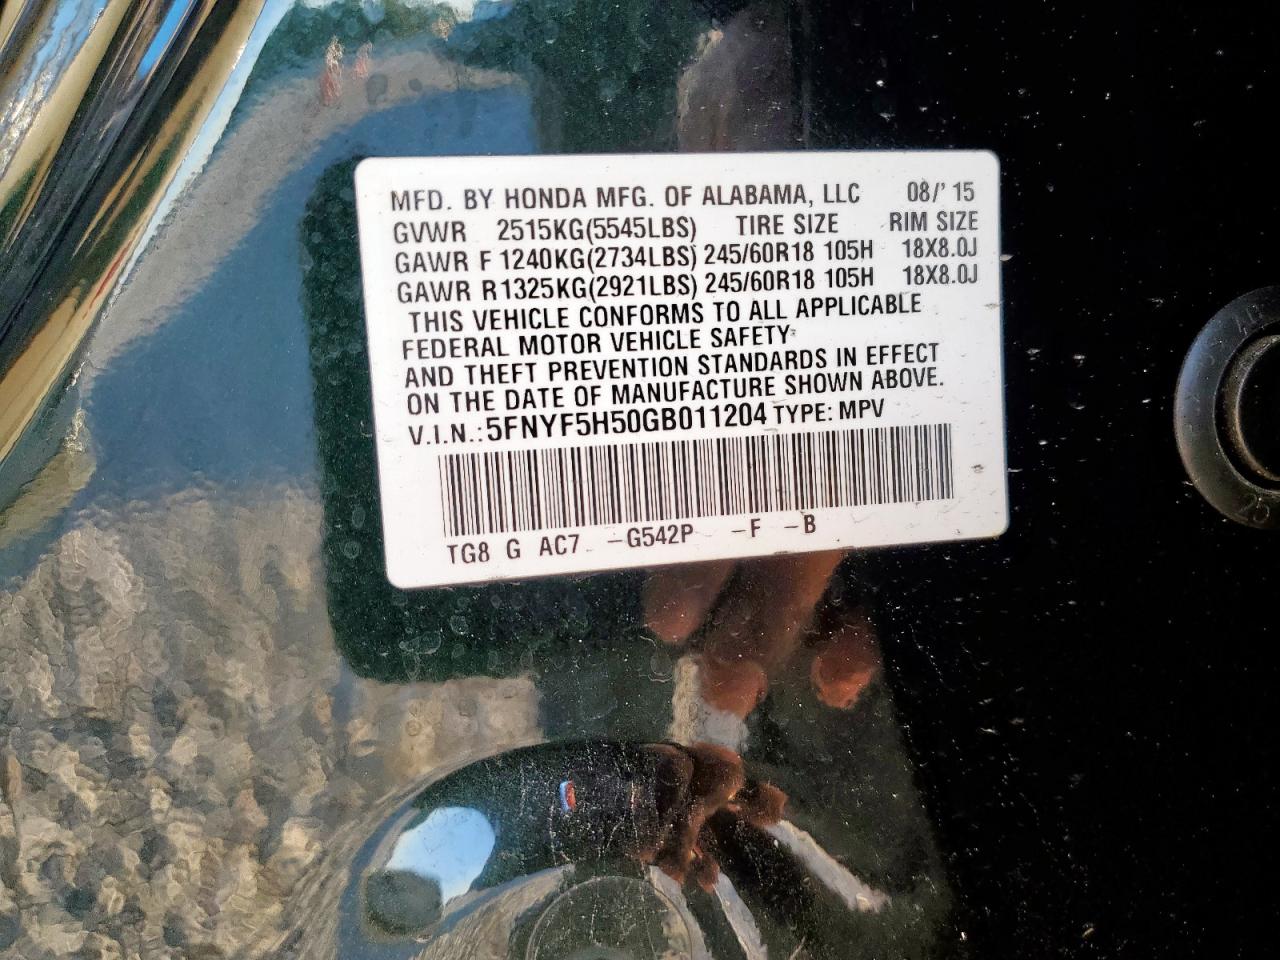 MFD. BY HONDA MFG. OF ALABAMA, LLC 08/' 15
GVWR 2515KG(5545LBS) TIRE SIZE RIM SIZE
GAWR F 1240KG(2734LBS) 245/60R18 105H 18X8.0J
GAWR R1325KG(2921LBS) 245/60R18 105H 18X8.0J
THIS VEHICLE CONFORMS TO ALL APPLICABLE
FEDERAL MOTOR VEHICLE SAFETY
AND THEFT PREVENTION STANDARDS IN EFFECT
ON THE DATE OF MANUFACTURE SHOWN ABOVE.
V.I.N.: 5FNYF5H50GB011204 TYPE: MPV
TG8 G AC7 -G542P -F -B